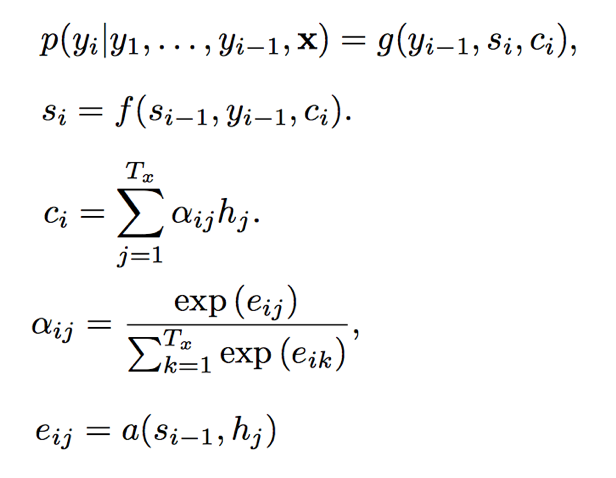 p(y_i|y_1, . . . , y_{i−1}, **x**) = g(y_{i−1}, s_i, c_i),
s_i = f(s_{i−1}, y_{i−1}, c_i).
c_i = \sum_{j=1}^{T_x} α_{ij}h_j.
α_{ij} = \frac{exp (e_{ij})}{\sum_{k=1}^{T_x} exp (e_{ik})},
e_{ij} = a(s_{i−1}, h_j)